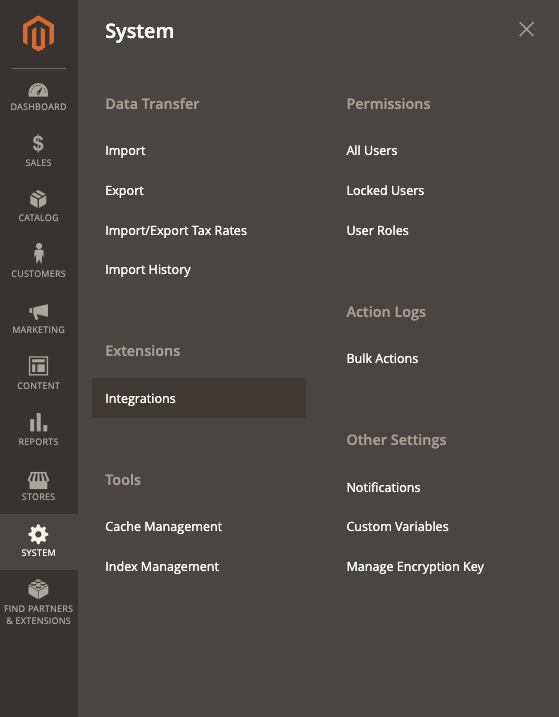 DASHBOARD
SALES
CATALOG
CUSTOMERS
MARKETING
CONTENT
REPORTS
STORES
SYSTEM
FIND PARTNERS
& EXTENSIONS
System
Data Transfer
Import
Export
Import/Export Tax Rates
Import History
Extensions
Integrations
Tools
Cache Management
Index Management
Permissions
All Users
Locked Users
User Roles
Action Logs
Bulk Actions
Other Settings
Notifications
Custom Variables
Manage Encryption Key